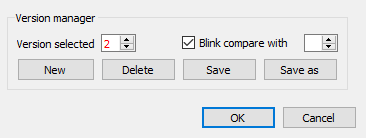 Version manager
Version selected 2 Blink compare with
New Delete Save Save as
OK Cancel